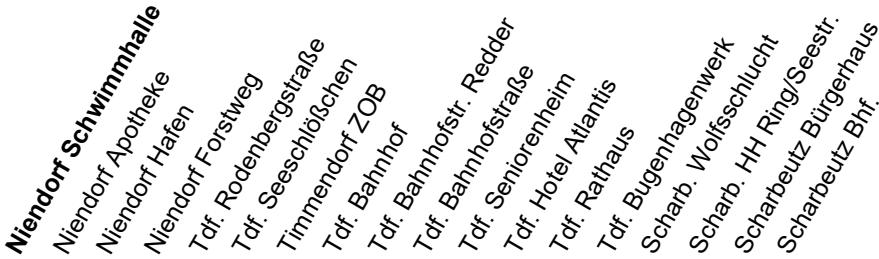 Niendorf Schwimmhalle
Niendorf Apotheke
Niendorf Hafen
Niendorf Forstweg
Tdf. Rodenbergstraße
Tdf. Seeschlößchen
Timmendorf ZOB
Tdf. Bahnhof
Tdf. Bahnhofstr. Redder
Tdf. Bahnhofstraße
Tdf. Seniorenheim
Tdf. Hotel Atlantis
Tdf. Rathaus
Tdf. Bugenhagenwerk
Scharb. Wolfsschlucht
Scharb. HH Ring/Seestr.
Scharbeutz Bürgerhaus
Scharbeutz Bhf.